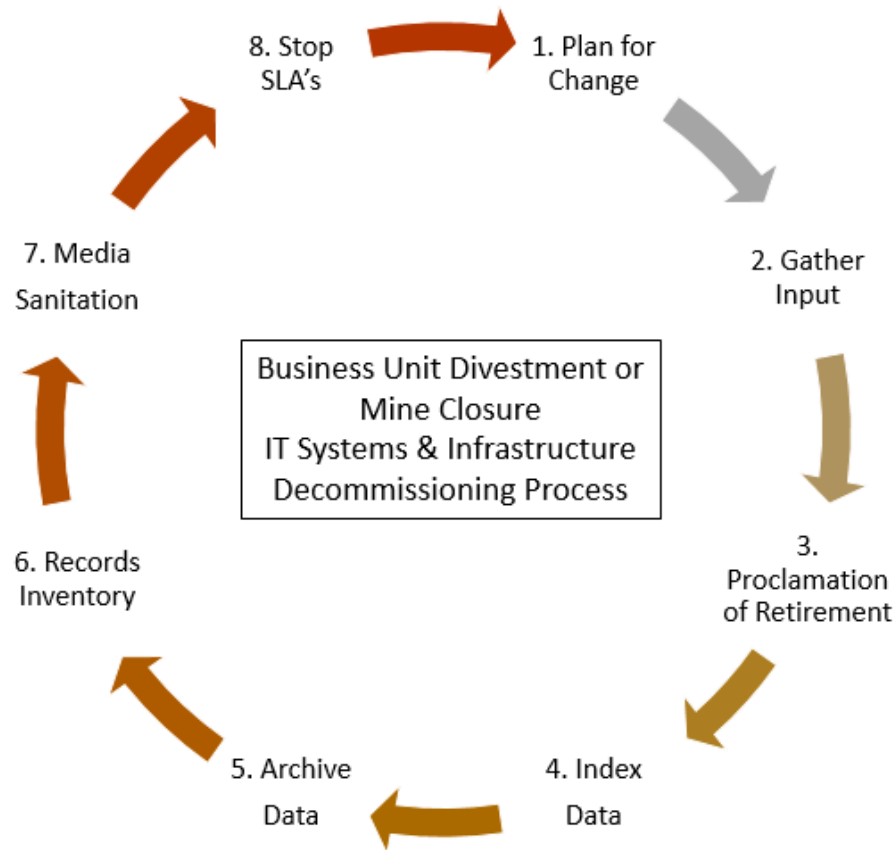 1. Plan for
Change
2. Gather
Input
3.
Proclamation
of Retirement
4. Index
Data
5. Archive
Data
6. Records
Inventory
7. Media
Sanitation
8. Stop
SLA's
Business Unit Divestment or
Mine Closure
IT Systems & Infrastructure
Decommissioning Process